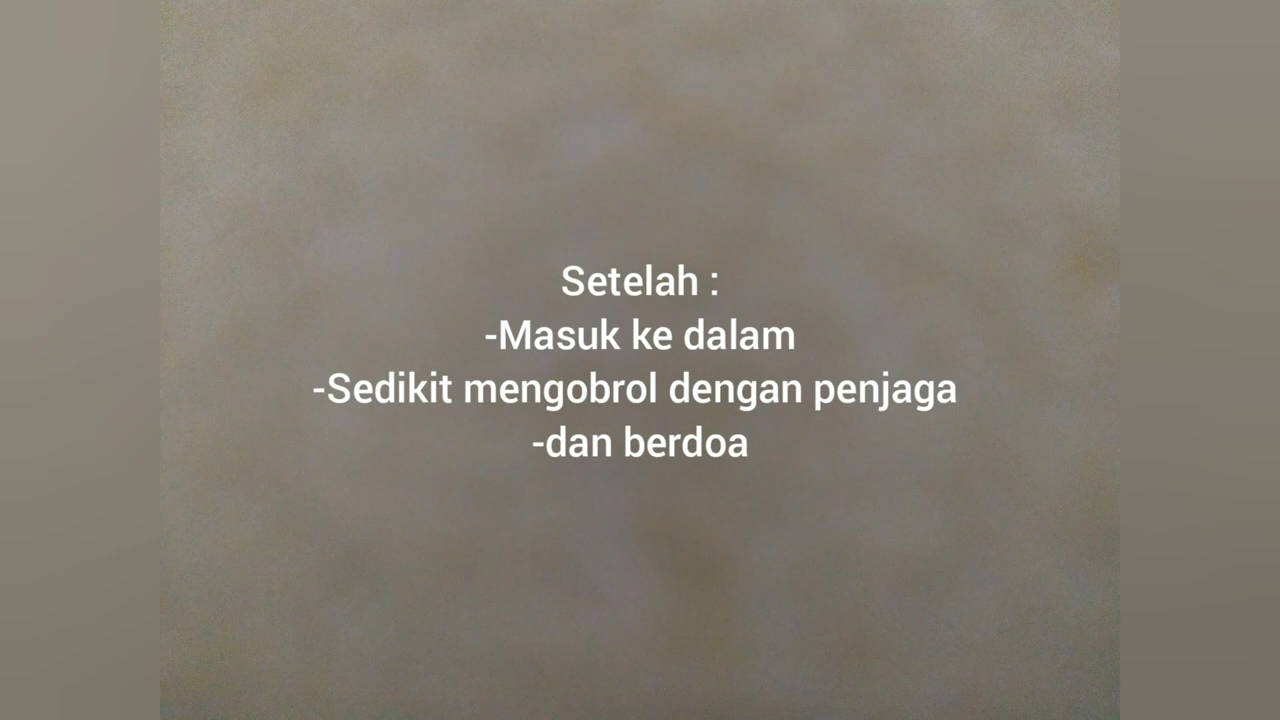 Setelah :
-Masuk ke dalam
-Sedikit mengobrol dengan penjaga
-dan berdoa